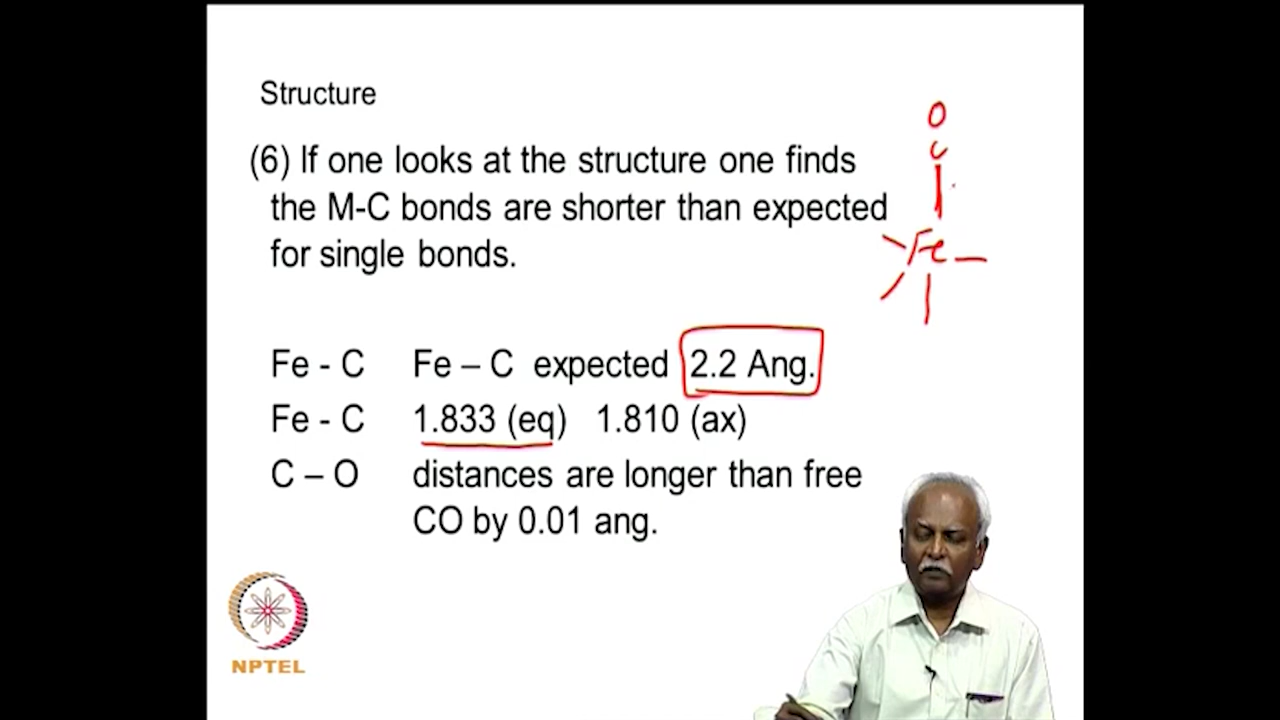 Structure
(6) If one looks at the structure one finds
the M-C bonds are shorter than expected
for single bonds.
O
C
Fe
Fe - C Fe – C expected 2.2 Ang.
Fe - C 1.833 (eq) 1.810 (ax)
C – O distances are longer than free
CO by 0.01 ang.
NPTEL